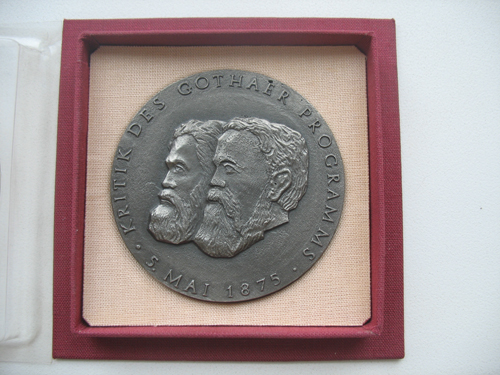 KRITIK DES GOTHAER PROGRAMMS
· 5. MAI 1875 ·